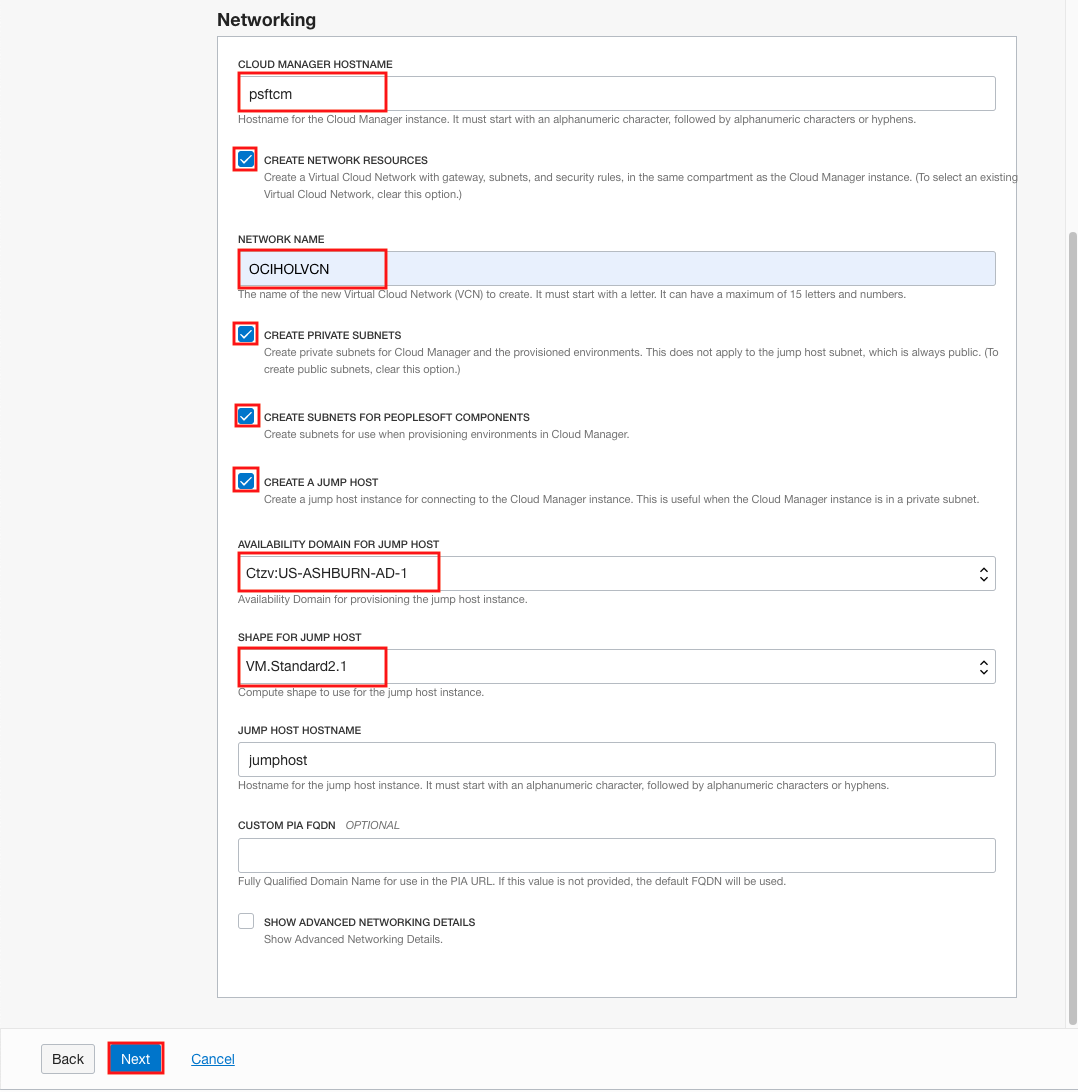 Networking
CLOUD MANAGER HOSTNAME
psftcm
Hostname for the Cloud Manager instance. It must start with an alphanumeric character, followed by alphanumeric characters or hyphens.
CREATE NETWORK RESOURCES
Create a Virtual Cloud Network with gateway, subnets, and security rules, in the same compartment as the Cloud Manager instance. (To select an existing
Virtual Cloud Network, clear this option.)
NETWORK NAME
OCIHOLVCN
The name of the new Virtual Cloud Network (VCN) to create. It must start with a letter. It can have a maximum of 15 letters and numbers.
CREATE PRIVATE SUBNETS
Create private subnets for Cloud Manager and the provisioned environments. This does not apply to the jump host subnet, which is always public. (To
create public subnets, clear this option.)
CREATE SUBNETS FOR PEOPLESOFT COMPONENTS
Create subnets for use when provisioning environments in Cloud Manager.
CREATE A JUMP HOST
Create a jump host instance for connecting to the Cloud Manager instance. This is useful when the Cloud Manager instance is in a private subnet.
AVAILABILITY DOMAIN FOR JUMP HOST
Ctzv:US-ASHBURN-AD-1
Availability Domain for provisioning the jump host instance.
SHAPE FOR JUMP HOST
VM.Standard2.1
Compute shape to use for the jump host instance.
JUMP HOST HOSTNAME
jumphost
Hostname for the jump host instance. It must start with an alphanumeric character, followed by alphanumeric characters or hyphens.
CUSTOM PIA FQDN OPTIONAL
Fully Qualified Domain Name for use in the PIA URL. If this value is not provided, the default FQDN will be used.
SHOW ADVANCED NETWORKING DETAILS
Show Advanced Networking Details.
Back Next Cancel